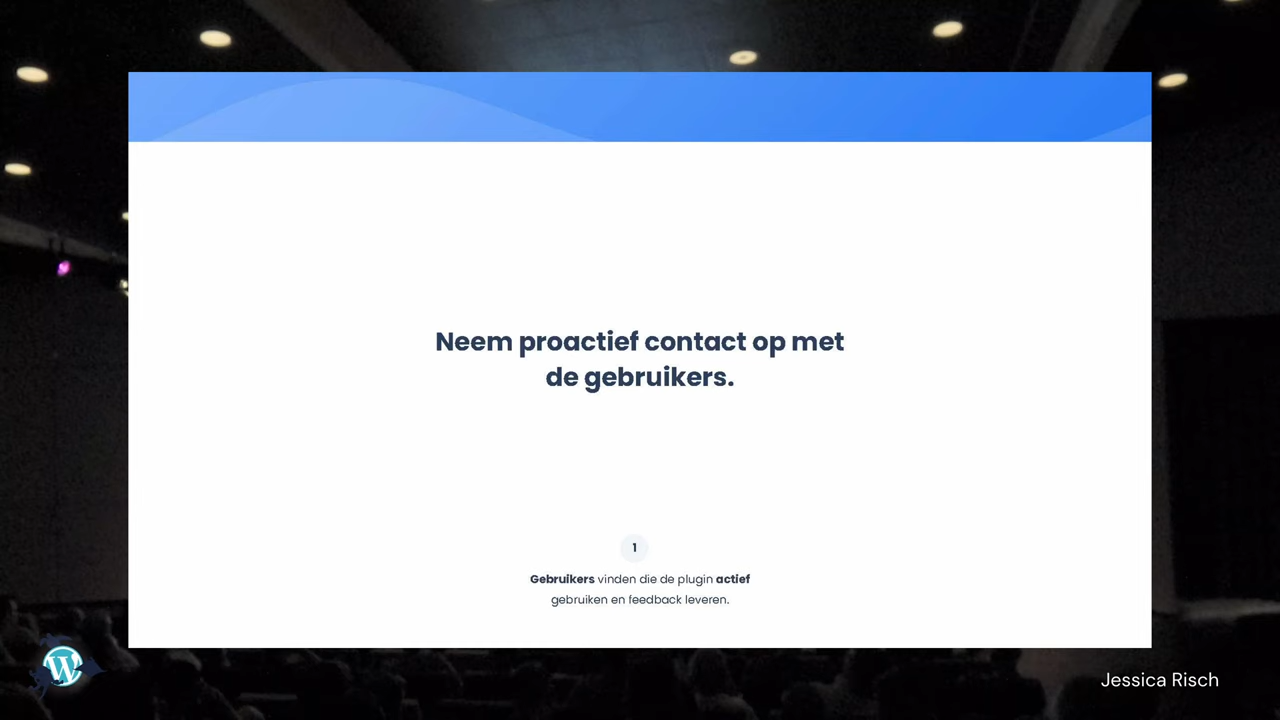 Neem proactief contact op met
de gebruikers.
1
Gebruikers vinden die de plugin actief
gebruiken en feedback leveren.
Jessica Risch